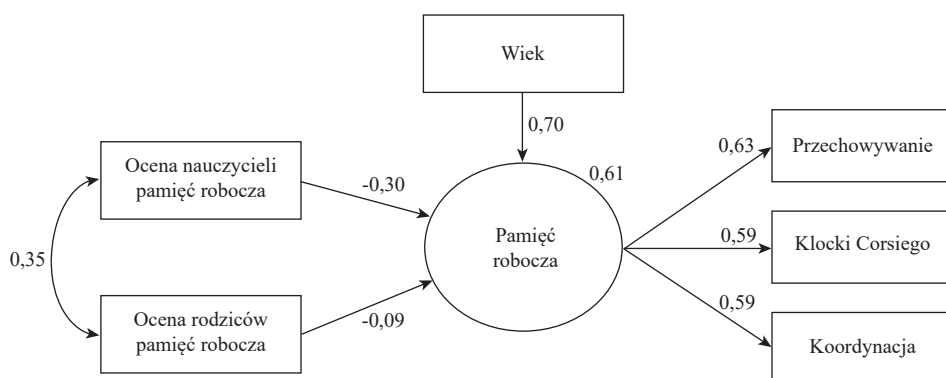 Wiek
0,70
Ocena nauczycieli
pamięć robocza
-0,30
0,61
0,63
Przechowywanie
0,35
Pamięć
robocza
0,59
Klocki Corsiego
Ocena rodziców
pamięć robocza
-0,09
0,59
Koordynacja